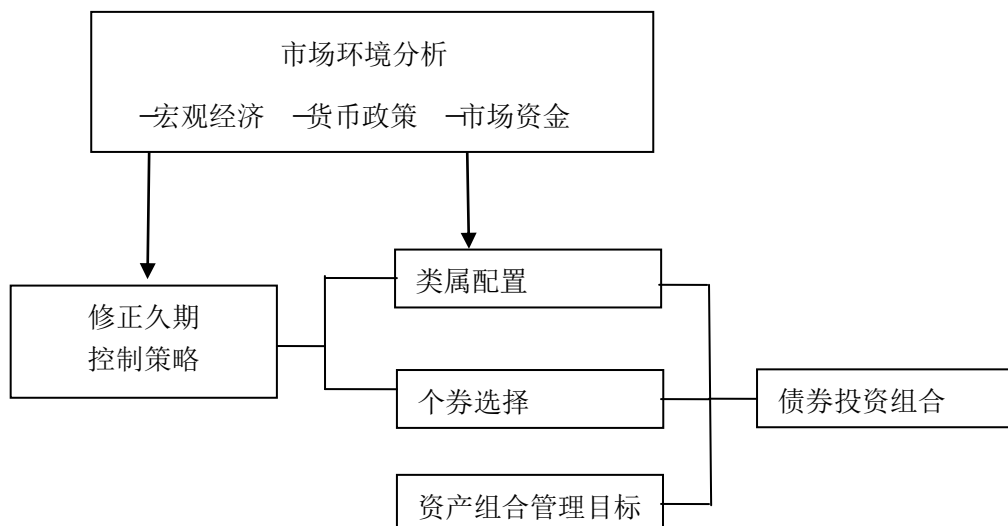 市场环境分析
–宏观经济 –货币政策 –市场资金
类属配置
修正久期
控制策略
个券选择
债券投资组合
资产组合管理目标